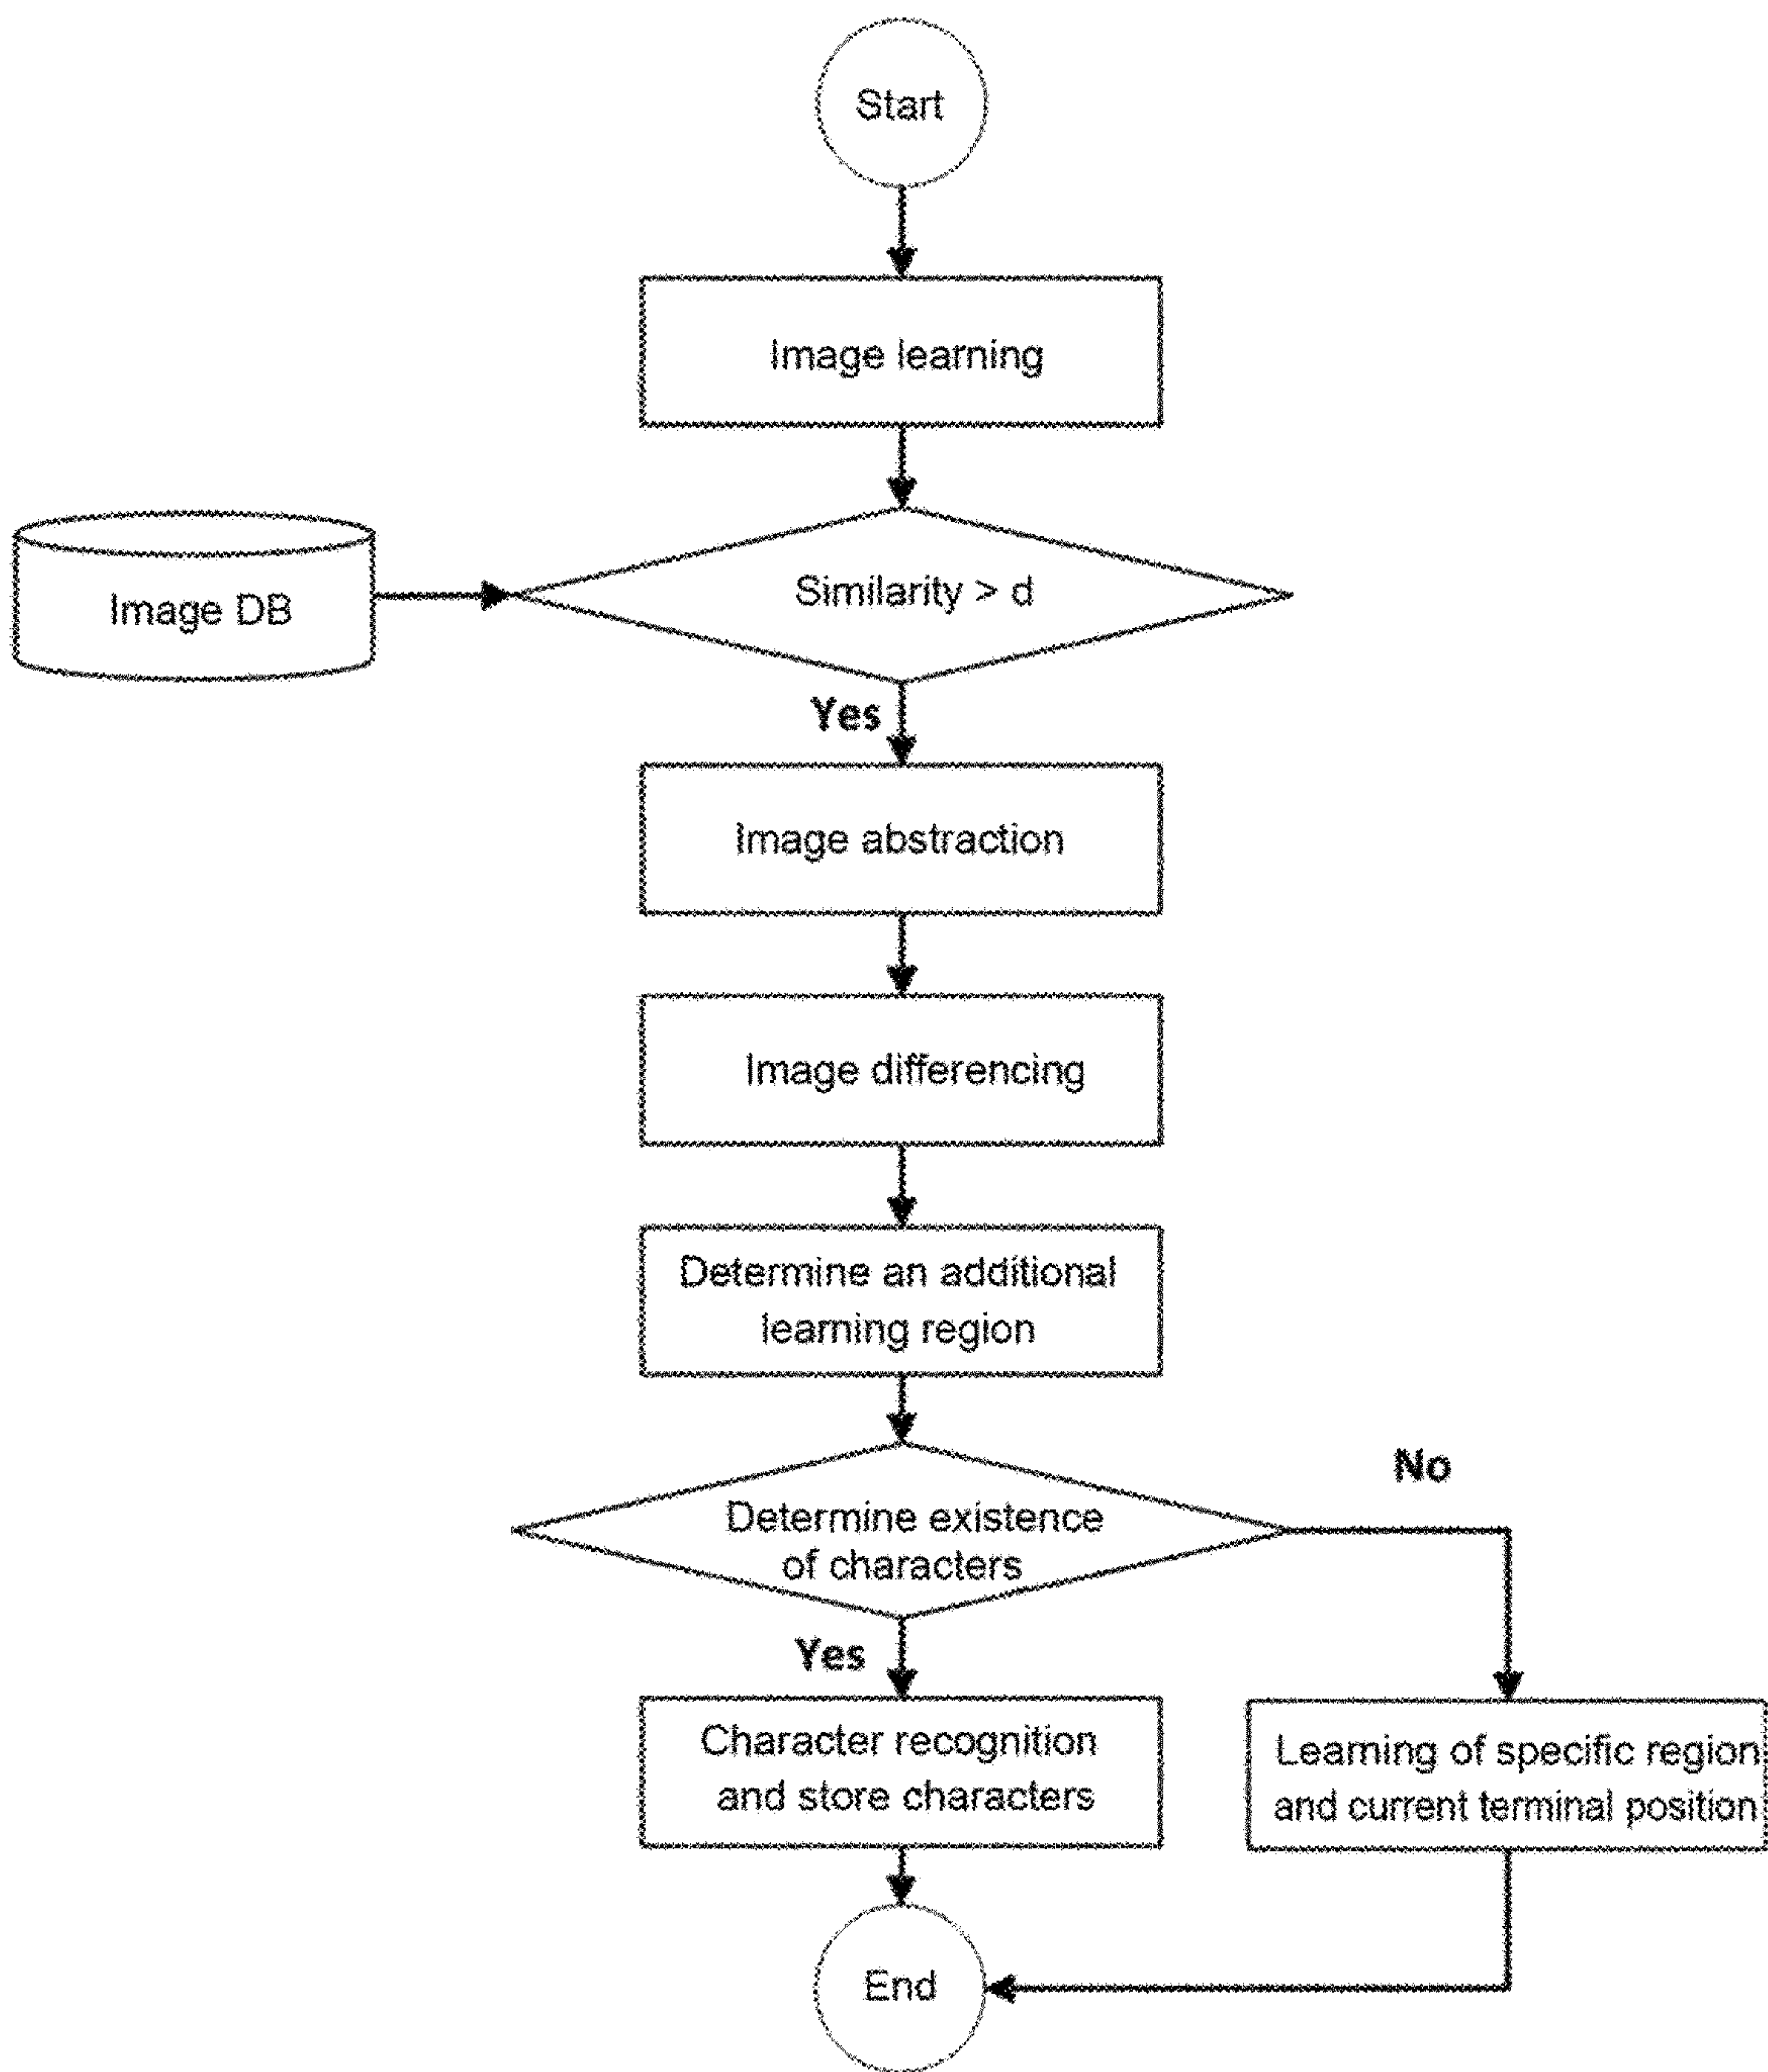 Start
Image learning
Similarity > d
Image DB
Yes
Image abstraction
Image differencing
Determine an additional
learning region
No
Determine existence
of characters
Yes
Character recognition
and store characters
Learning of specific region
and current terminal position
End